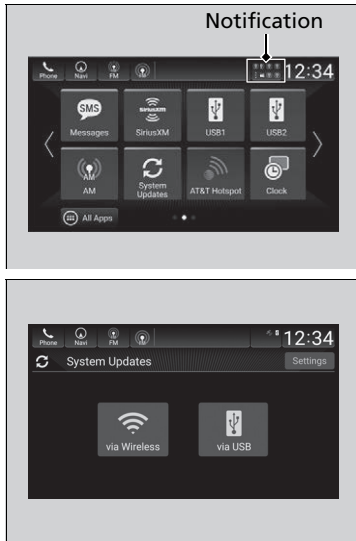 Notification
Phone Navi FM 12:34
SMS
Messages SiriusXM USB1 USB2
AM System Updates AT&T Hotspot Clock
All Apps
Phone Navi FM 12:34
System Updates Settings
via Wireless via USB